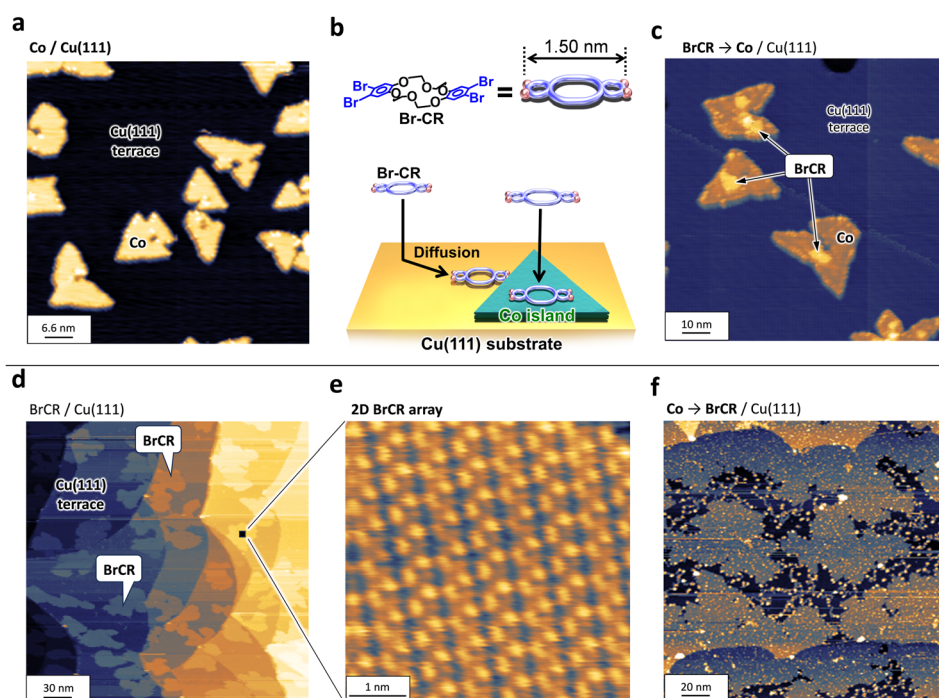 a
Co / Cu(111)
Cu(111)
terrace
Co
6.6 nm
b
1.50 nm
Br
Br
O
O
O
O
O
O
Br
Br
=
Br-CR
Br-CR
Diffusion
Co island
Cu(111) substrate
c
BrCR → Co / Cu(111)
Cu(111)
terrace
BrCR
Co
10 nm
d
BrCR / Cu(111)
BrCR
Cu(111)
terrace
BrCR
30 nm
e
2D BrCR array
1 nm
f
Co → BrCR / Cu(111)
20 nm